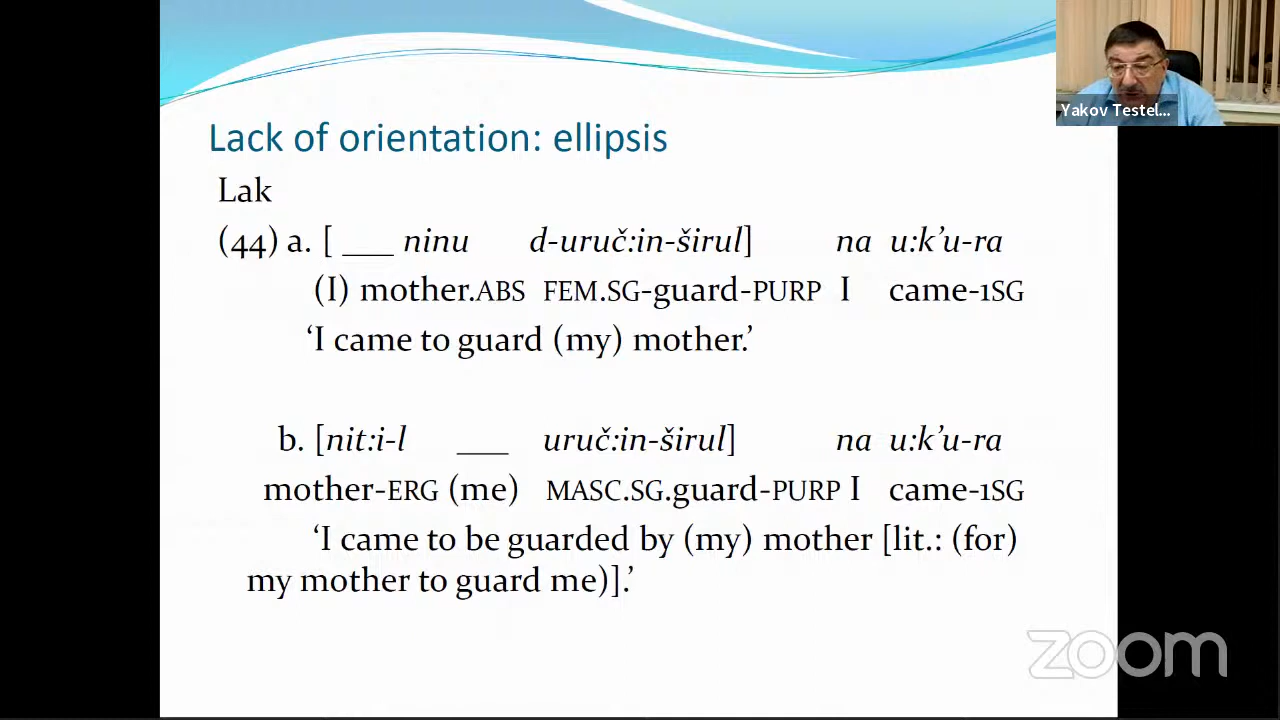 Yakov Testel...
Lack of orientation: ellipsis
Lak
(44) a. [ ___ ninu d-uruč:in-širul] na u:k’u-ra
(I) mother.ABS FEM.SG-guard-PURP I came-1SG
‘I came to guard (my) mother.’
b. [nit:i-l ___ uruč:in-širul] na u:k’u-ra
mother-ERG (me) MASC.SG.guard-PURP I came-1SG
‘I came to be guarded by (my) mother [lit.: (for)
my mother to guard me)].’
zoom